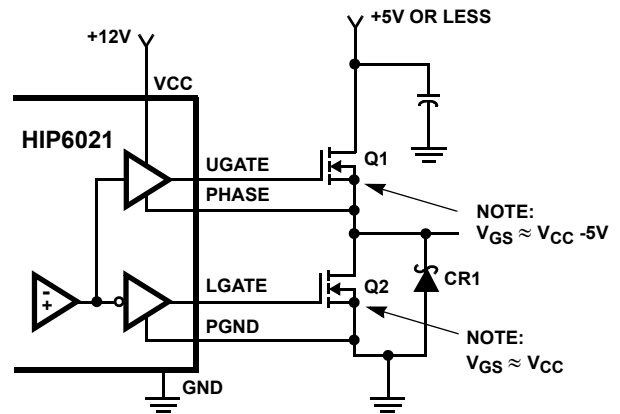 +5V OR LESS
+12V
VCC
HIP6021
UGATE
Q1
PHASE
NOTE:
VGS ≈ VCC -5V
LGATE
Q2
CR1
PGND
NOTE:
VGS ≈ VCC
GND
- +